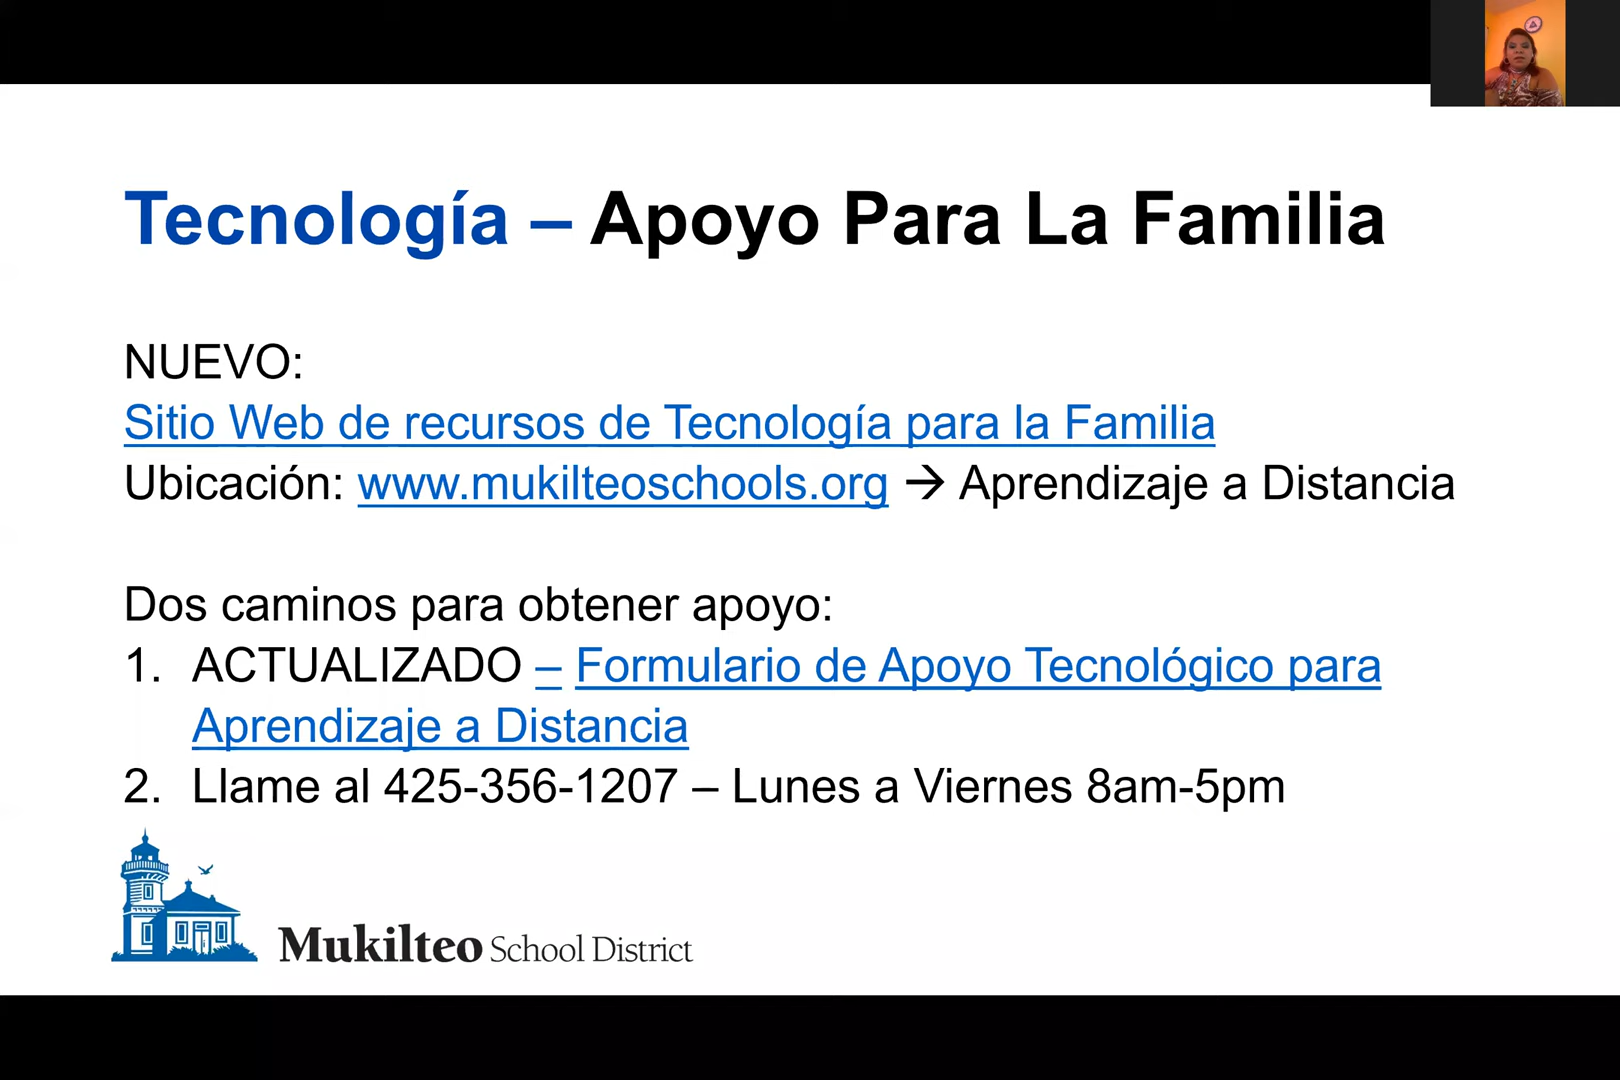 Tecnología – Apoyo Para La Familia
NUEVO:
Sitio Web de recursos de Tecnología para la Familia
Ubicación: www.mukilteoschools.org → Aprendizaje a Distancia
Dos caminos para obtener apoyo:
1. ACTUALIZADO – Formulario de Apoyo Tecnológico para
Aprendizaje a Distancia
2. Llame al 425-356-1207 – Lunes a Viernes 8am-5pm
Mukilteo School District